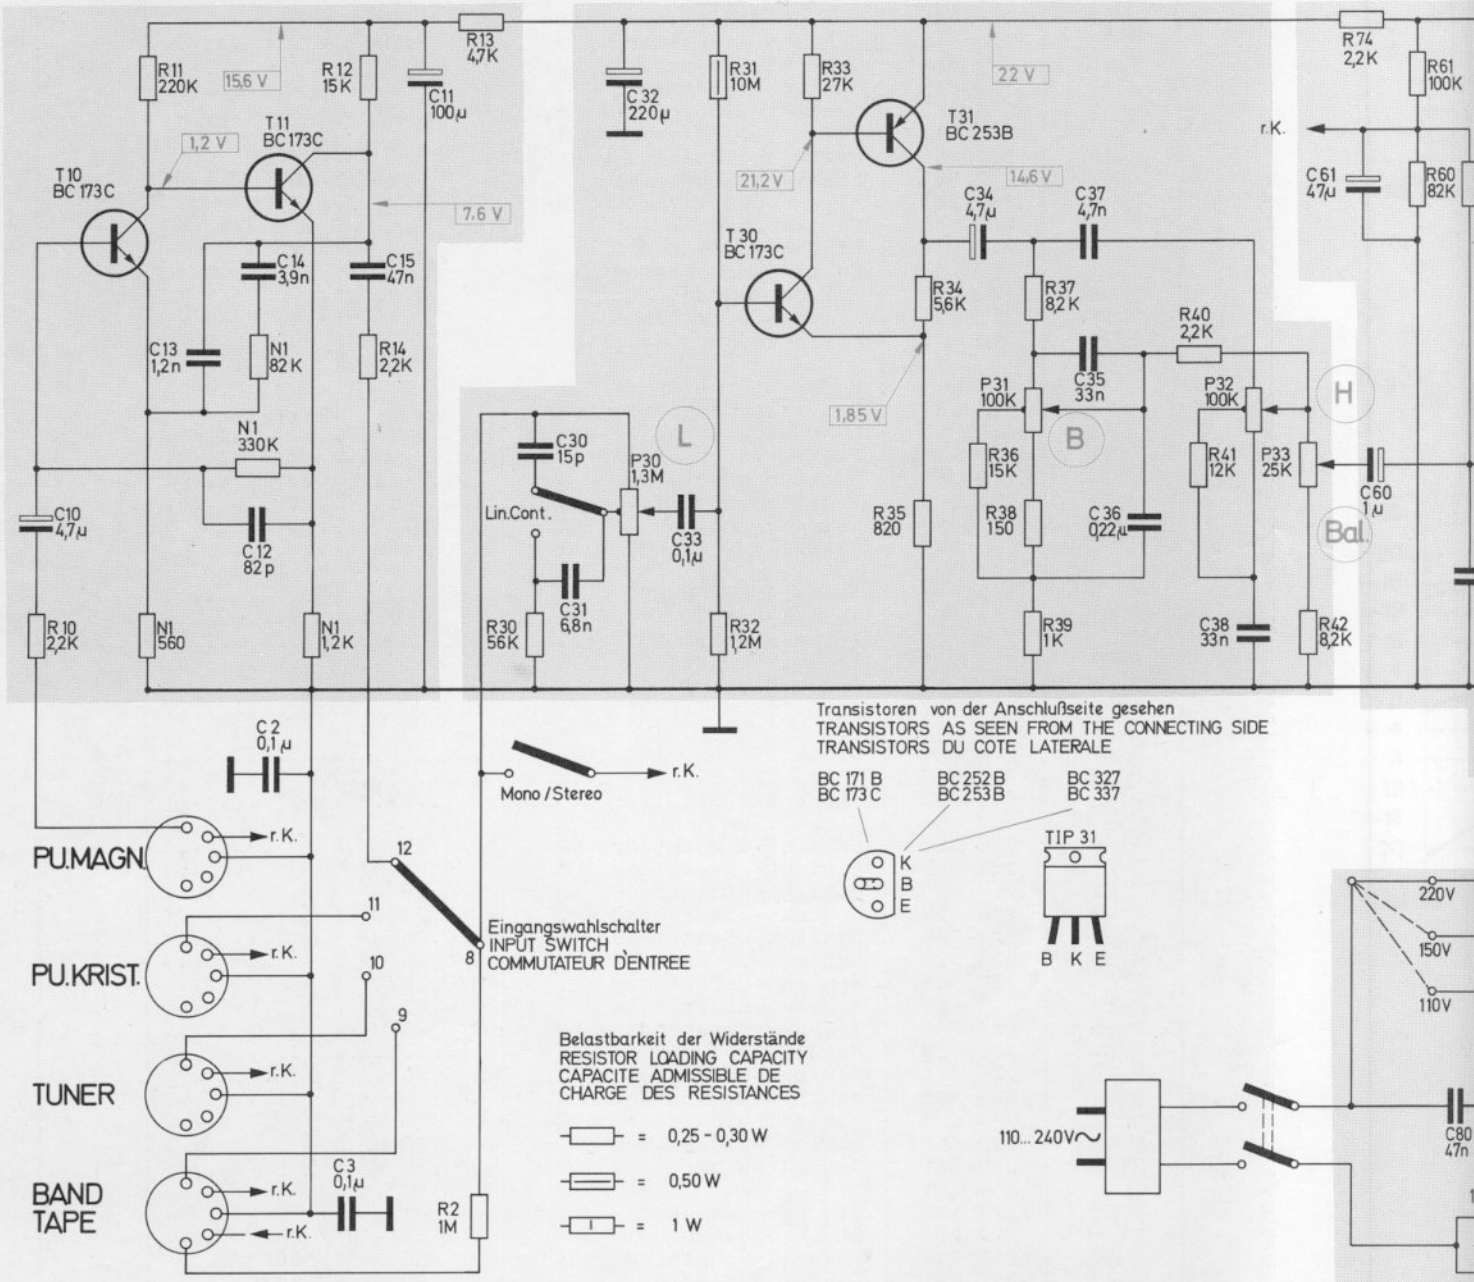 R13
4,7K
R74
2,2K
R11
220K
15,6 V
R12
15K
C11
100µ
C32
220µ
R31
10M
R33
27K
22 V
R61
100K
T11
BC173C
1,2 V
T31
BC253B
r.K.
T10
BC173C
7.6 V
21,2V
14,6V
C34
4,7µ
C37
4,7n
C61
47µ
R60
82K
T30
BC173C
C14
3,9n
C15
47n
R34
5,6K
R37
8,2K
R40
2,2K
C13
1,2n
N1
82K
R14
2,2K
C35
33n
P31
100K
P32
100K
H
1,85V
B
L
C30
15p
P30
1,3M
N1
330K
R36
15K
R41
12K
P33
25K
C60
1µ
Lin.Cont.
C33
0,1µ
C10
4,7µ
C12
82p
R35
820
R38
150
C36
0,22µ
Bal.
C31
6,8n
R10
2,2K
N1
560
N1
1,2K
R30
56K
R32
1,2M
R39
1K
C38
33n
R42
8,2K
Transistoren von der Anschlußseite gesehen
TRANSISTORS AS SEEN FROM THE CONNECTING SIDE
TRANSISTORS DU COTE LATERALE
C2
0,1µ
r.K.
Mono/Stereo
BC 171 B
BC 173 C
BC 252 B
BC 253 B
BC 327
BC 337
TIP 31
K
B
E
B K E
PU.MAGN.
r.K.
12
11
Eingangswahlschalter
INPUT SWITCH
COMMUTATEUR D'ENTREE
8
10
PU.KRIST.
r.K.
9
220V
150V
110V
Belastbarkeit der Widerstände
RESISTOR LOADING CAPACITY
CAPACITE ADMISSIBLE DE
CHARGE DES RESISTANCES
TUNER
r.K.
= 0,25 - 0,30 W
= 0,50 W
= 1 W
110...240V~
C80
47n
BAND
TAPE
r.K.
r.K.
C3
0,1µ
R2
1M